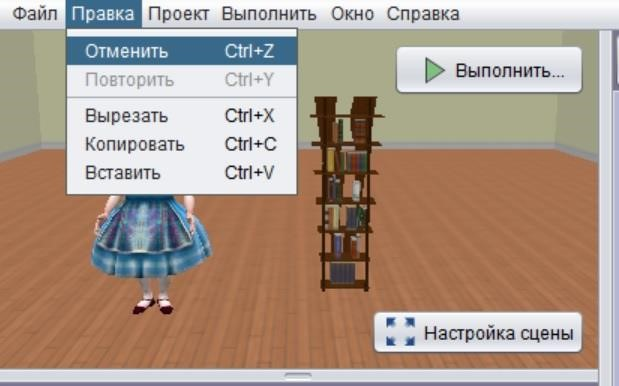 Файл Правка Проект Выполнить Окно Справка
Отменить Ctrl+Z
Повторить Ctrl+Y
Вырезать Ctrl+X
Копировать Ctrl+C
Вставить Ctrl+V
Выполнить...
Настройка сцены